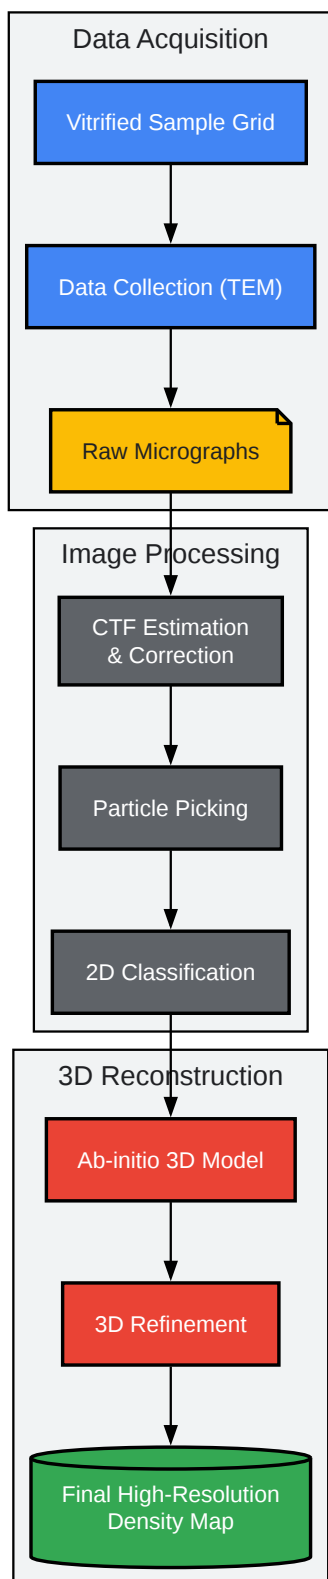 Data Acquisition
Vitrified Sample Grid
Data Collection (TEM)
Raw Micrographs
Image Processing
CTF Estimation
& Correction
Particle Picking
2D Classification
3D Reconstruction
Ab-initio 3D Model
3D Refinement
Final High-Resolution
Density Map